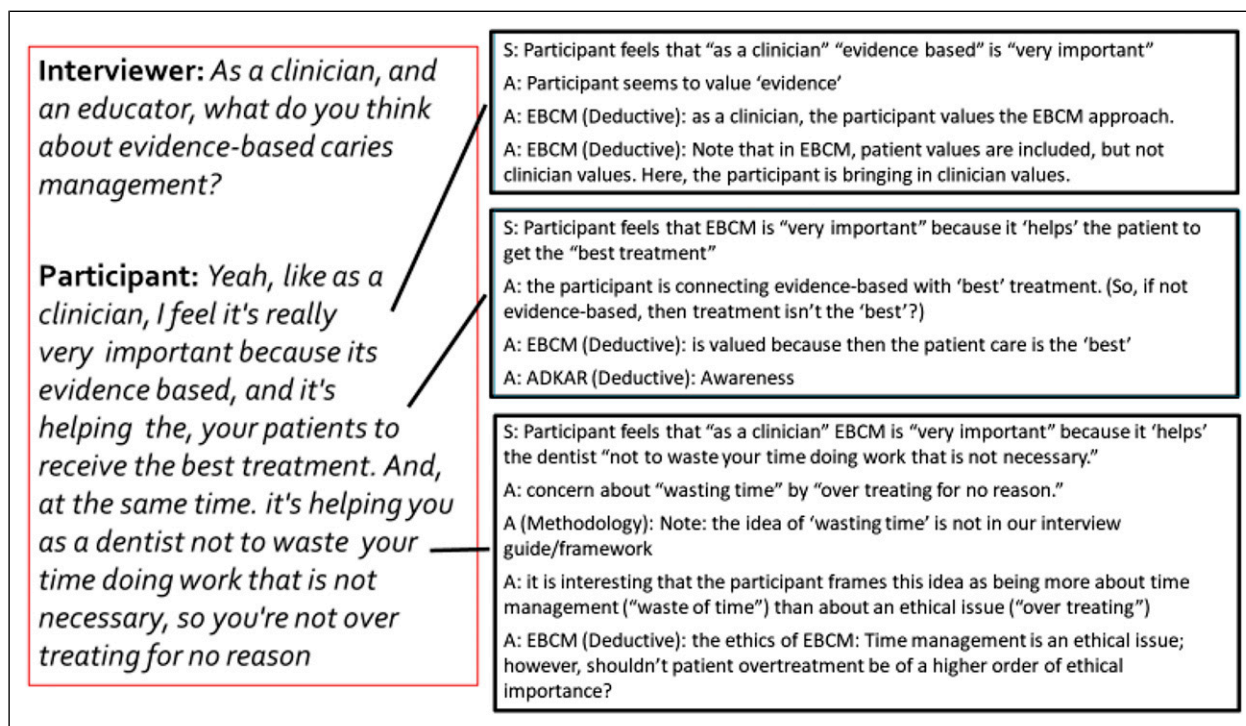 Interviewer: As a clinician, and
an educator, what do you think
about evidence-based caries
management?
Participant: Yeah, like as a
clinician, I feel it's really
very important because its
evidence based, and it's
helping the, your patients to
receive the best treatment. And,
at the same time. it's helping you
as a dentist not to waste your
time doing work that is not
necessary, so you're not over
treating for no reason
S: Participant feels that “as a clinician” “evidence based” is “very important”
A: Participant seems to value ‘evidence’
A: EBCM (Deductive): as a clinician, the participant values the EBCM approach.
A: EBCM (Deductive): Note that in EBCM, patient values are included, but not
clinician values. Here, the participant is bringing in clinician values.
S: Participant feels that EBCM is “very important” because it ‘helps’ the patient to
get the “best treatment”
A: the participant is connecting evidence-based with ‘best’ treatment. (So, if not
evidence-based, then treatment isn’t the ‘best’?)
A: EBCM (Deductive): is valued because then the patient care is the ‘best’
A: ADKAR (Deductive): Awareness
S: Participant feels that “as a clinician” EBCM is “very important” because it ‘helps’
the dentist “not to waste your time doing work that is not necessary.”
A: concern about “wasting time” by “over treating for no reason.”
A (Methodology): Note: the idea of ‘wasting time’ is not in our interview
guide/framework
A: it is interesting that the participant frames this idea as being more about time
management (“waste of time”) than about an ethical issue (“over treating”)
A: EBCM (Deductive): the ethics of EBCM: Time management is an ethical issue;
however, shouldn’t patient overtreatment be of a higher order of ethical
importance?